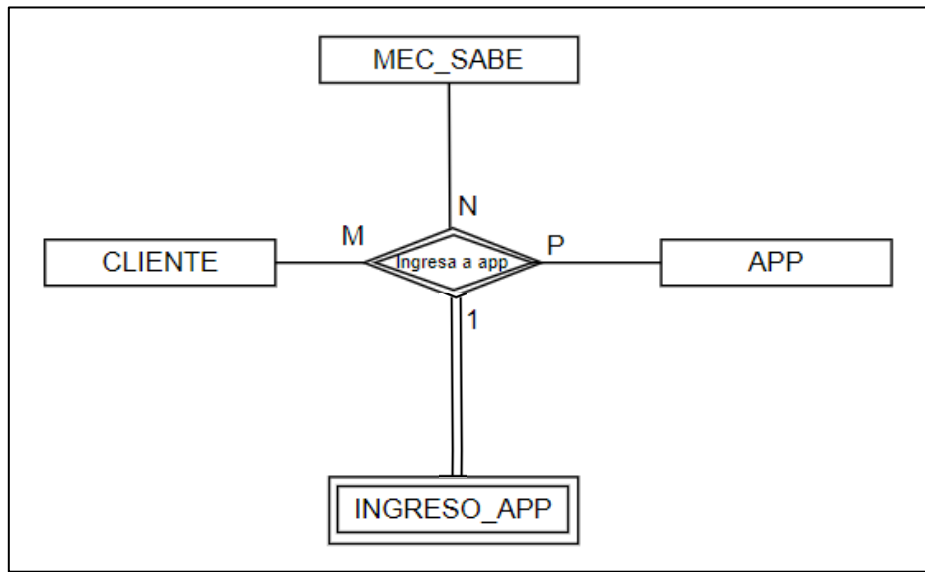 MEC_SABE
N
M
P
CLIENTE
Ingresa a app
APP
1
INGRESO_APP